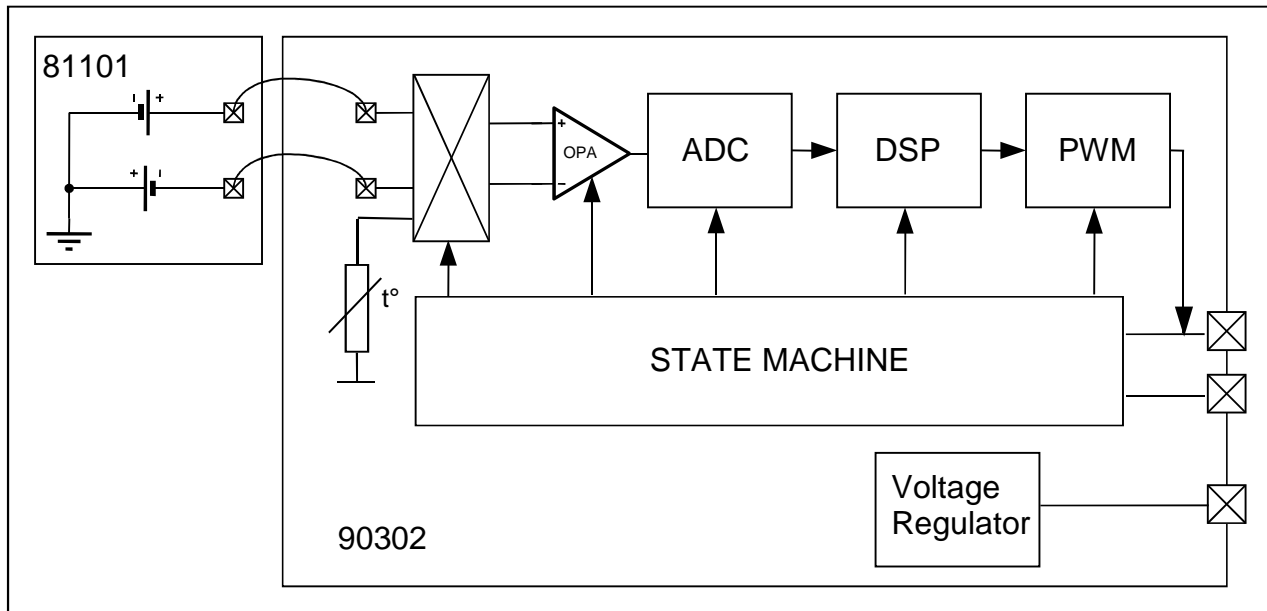 81101
+
+
+
OPA
−
ADC
DSP
PWM
t°
STATE MACHINE
Voltage
Regulator
90302